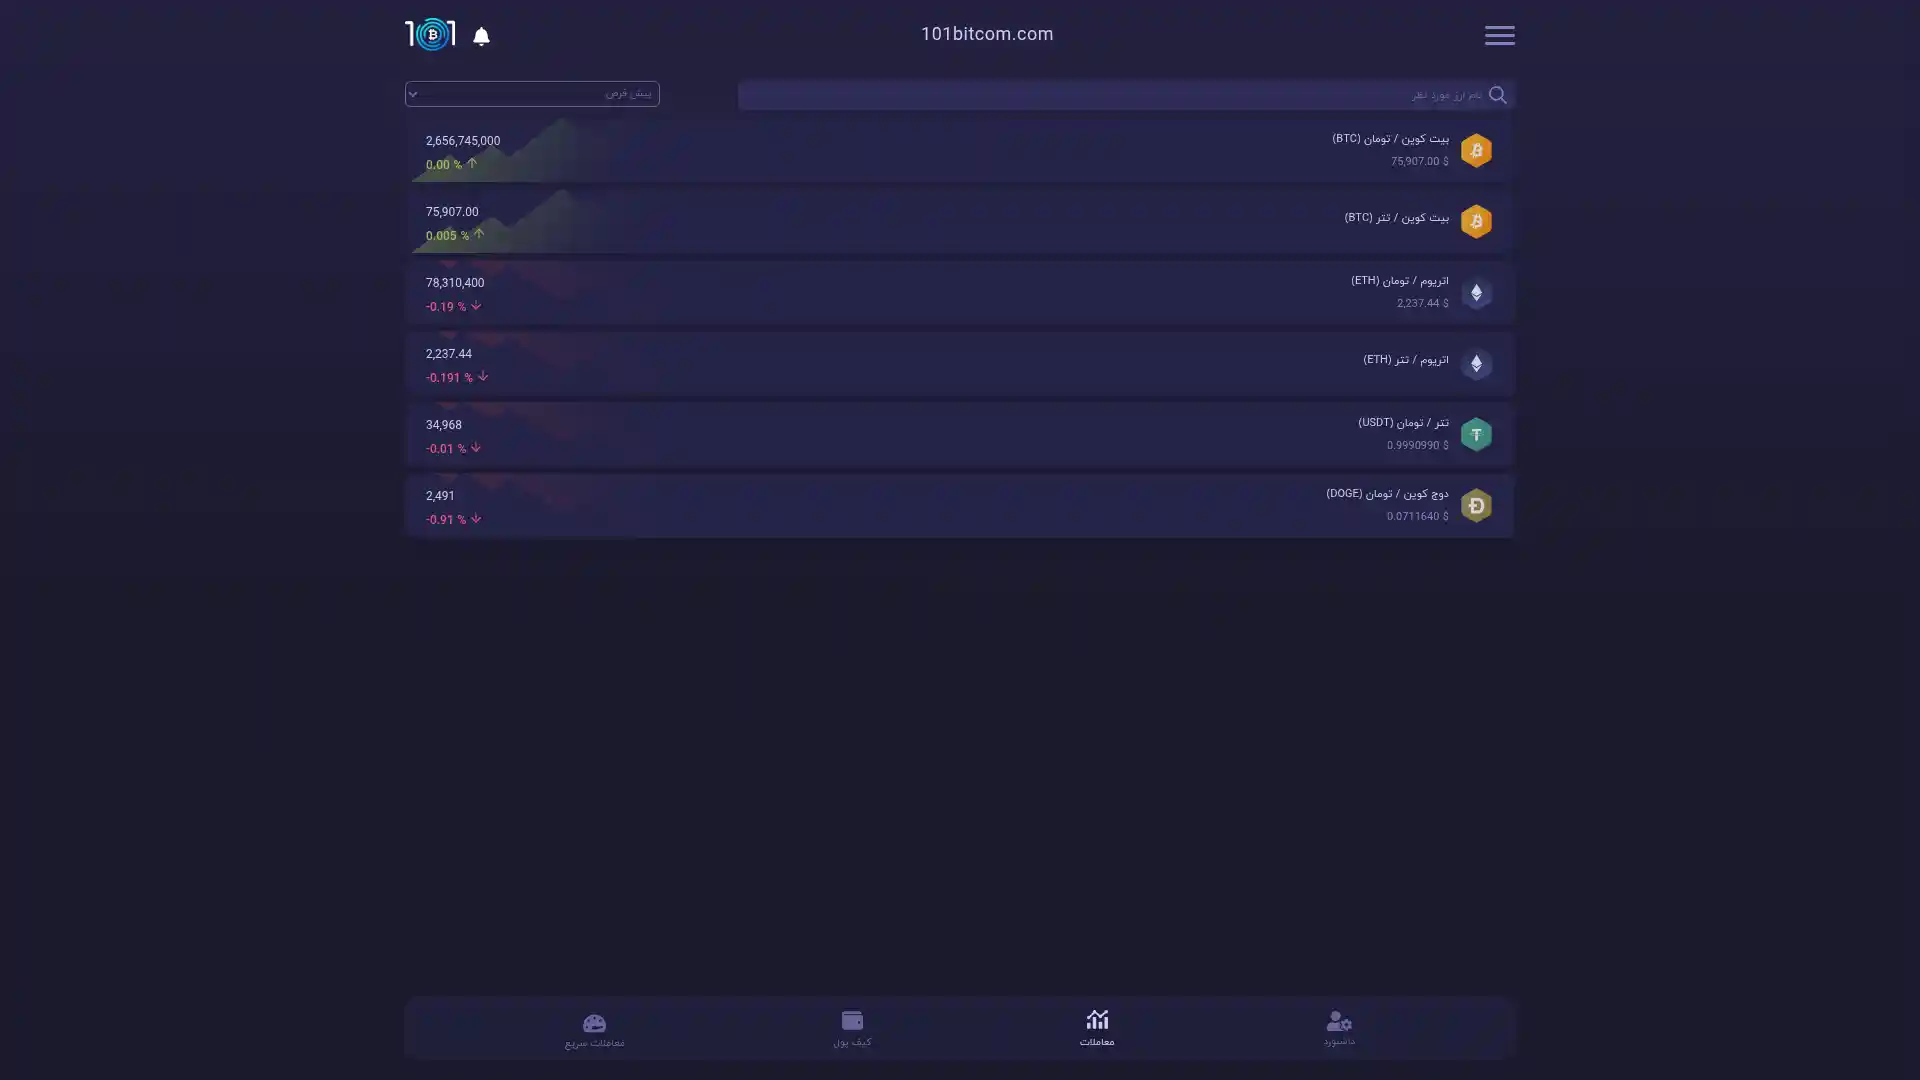 101
101bitcom.com
نام ارز مورد نظر
پیش فرض
بیت کوین / تومان (BTC)
75,907.00 $
2,656,745,000
0.00 %
بیت کوین / تتر (BTC)
75,907.00
0.005 %
اتریوم / تومان (ETH)
2,237.44 $
78,310,400
-0.19 %
اتریوم / تتر (ETH)
2,237.44
-0.191 %
تتر / تومان (USDT)
0.9990990 $
34,968
-0.01 %
دوج کوین / تومان (DOGE)
0.0711640 $
2,491
-0.91 %
داشبورد
معاملات
کیف پول
معاملات سریع